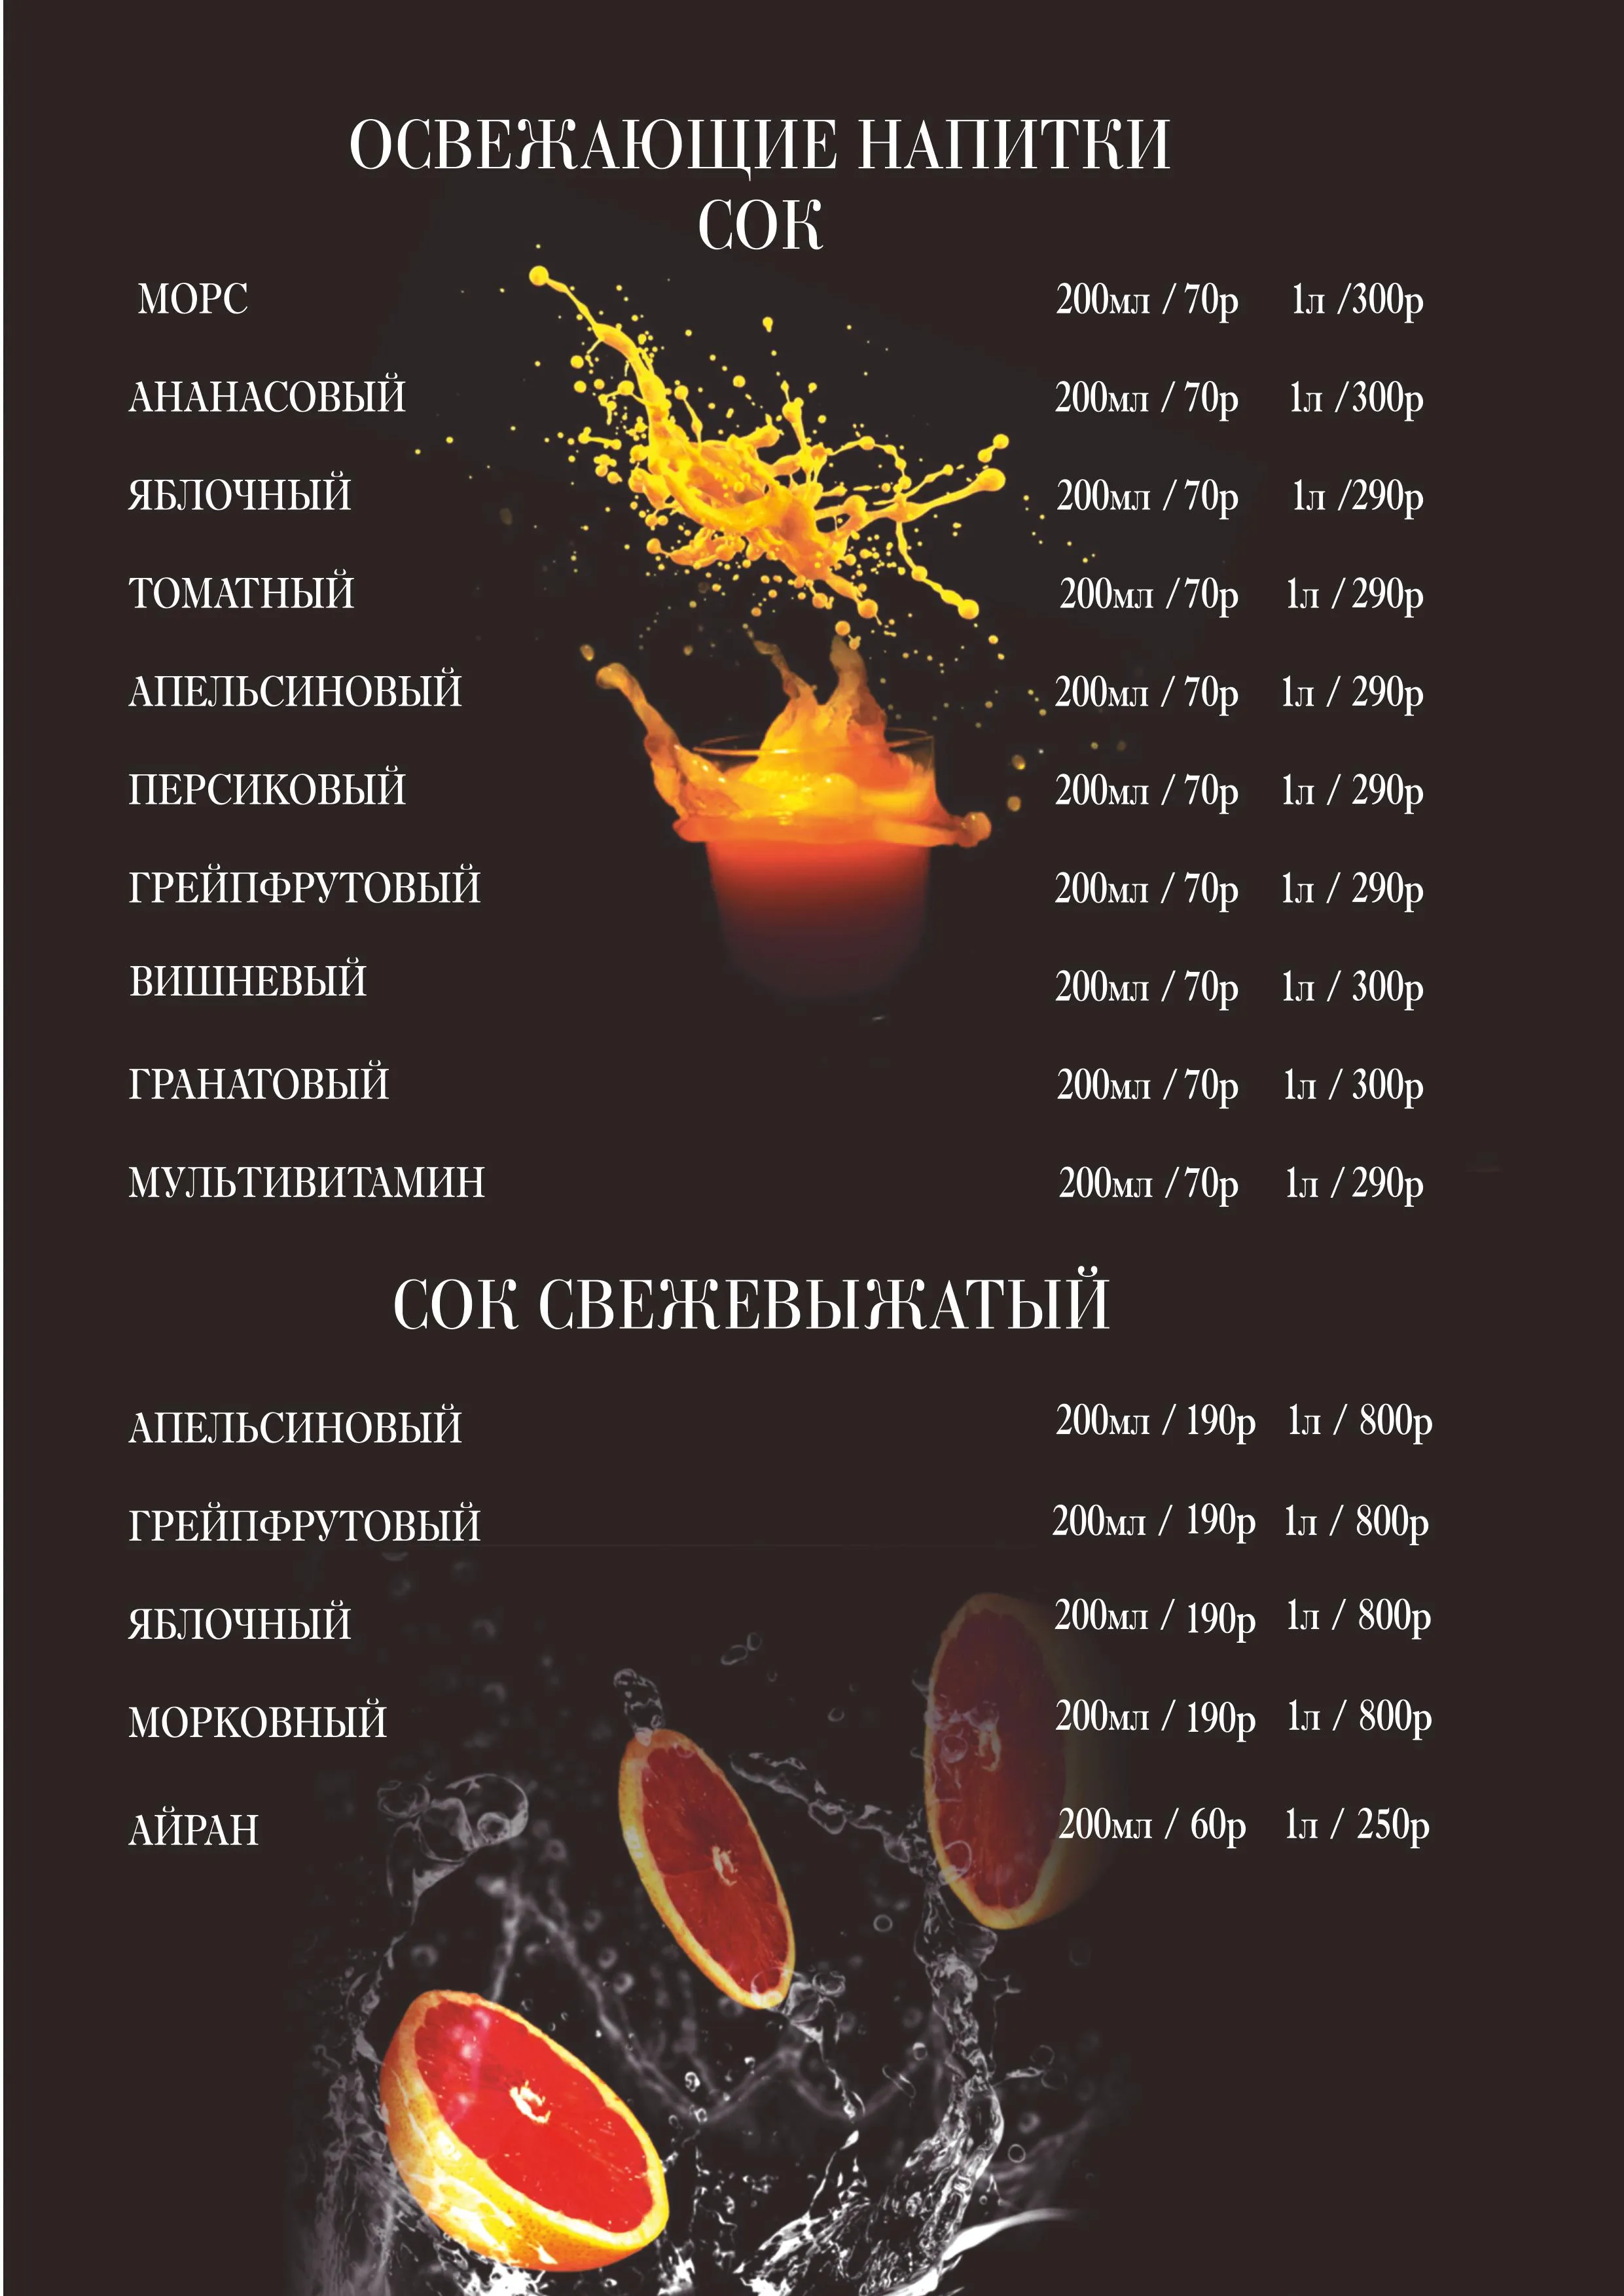 ОСВЕЖАЮЩИЕ НАПИТКИ
СОК
МОРС 200мл / 70р 1л /300р
АНАНАСОВЫЙ 200мл / 70р 1л /300р
ЯБЛОЧНЫЙ 200мл / 70р 1л /290р
ТОМАТНЫЙ 200мл / 70р 1л / 290р
АПЕЛЬСИНОВЫЙ 200мл / 70р 1л / 290р
ПЕРСИКОВЫЙ 200мл / 70р 1л / 290р
ГРЕЙПФРУТОВЫЙ 200мл / 70р 1л / 290р
ВИШНЕВЫЙ 200мл / 70р 1л / 300р
ГРАНАТОВЫЙ 200мл / 70р 1л / 300р
МУЛЬТИВИТАМИН 200мл / 70р 1л / 290р
СОК СВЕЖЕВЫЖАТЫЙ
АПЕЛЬСИНОВЫЙ 200мл / 190р 1л / 800р
ГРЕЙПФРУТОВЫЙ 200мл / 190р 1л / 800р
ЯБЛОЧНЫЙ 200мл / 190р 1л / 800р
МОРКОВНЫЙ 200мл / 190р 1л / 800р
АЙРАН 200мл / 60р 1л / 250р